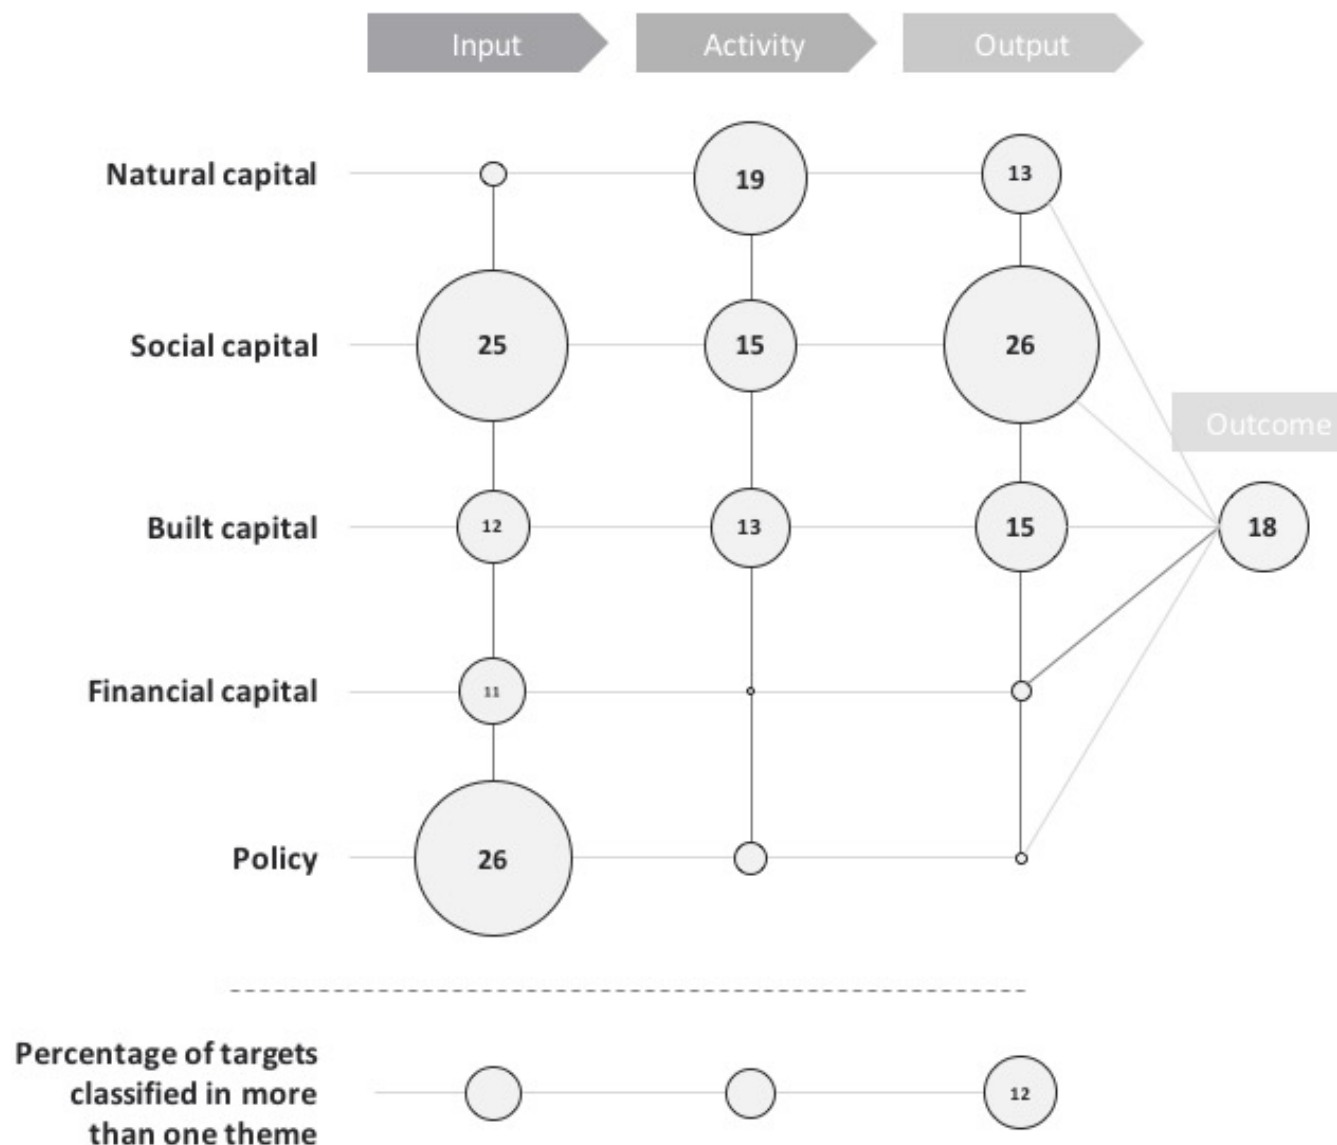 Input
Activity
Output
Natural capital
19
13
Social capital
25
15
26
Outcome
Built capital
12
13
15
18
Financial capital
11
Policy
26
Percentage of targets
classified in more
than one theme
12